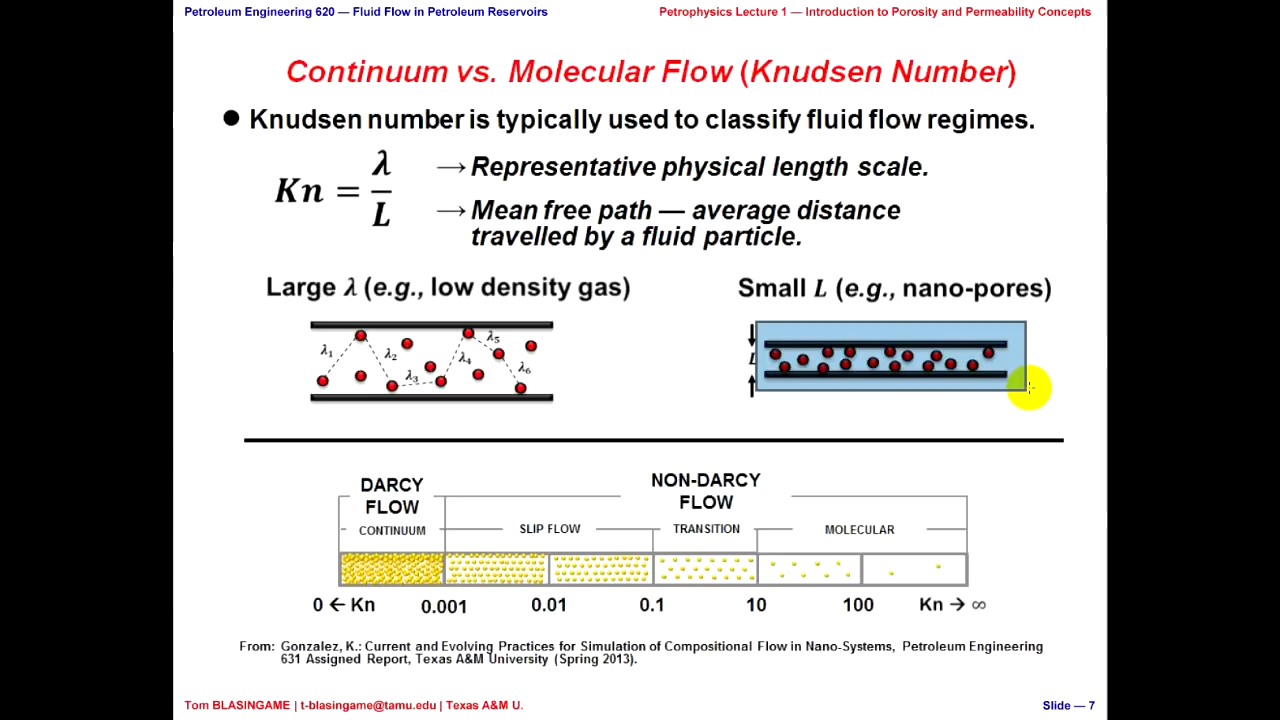 Petroleum Engineering 620 — Fluid Flow in Petroleum Reservoirs
Petrophysics Lecture 1 — Introduction to Porosity and Permeability Concepts
Continuum vs. Molecular Flow (Knudsen Number)
● Knudsen number is typically used to classify fluid flow regimes.
Kn = λ/L
→ Representative physical length scale.
→ Mean free path — average distance
travelled by a fluid particle.
Large λ (e.g., low density gas)
Small L (e.g., nano-pores)
λ1 λ2 λ3 λ4 λ5 λ6
L
DARCY
FLOW
NON-DARCY
FLOW
CONTINUUM SLIP FLOW TRANSITION MOLECULAR
0 ← Kn 0.001 0.01 0.1 10 100 Kn → ∞
From: Gonzalez, K.: Current and Evolving Practices for Simulation of Compositional Flow in Nano-Systems, Petroleum Engineering
631 Assigned Report, Texas A&M University (Spring 2013).
Tom BLASINGAME | t-blasingame@tamu.edu | Texas A&M U.
Slide — 7